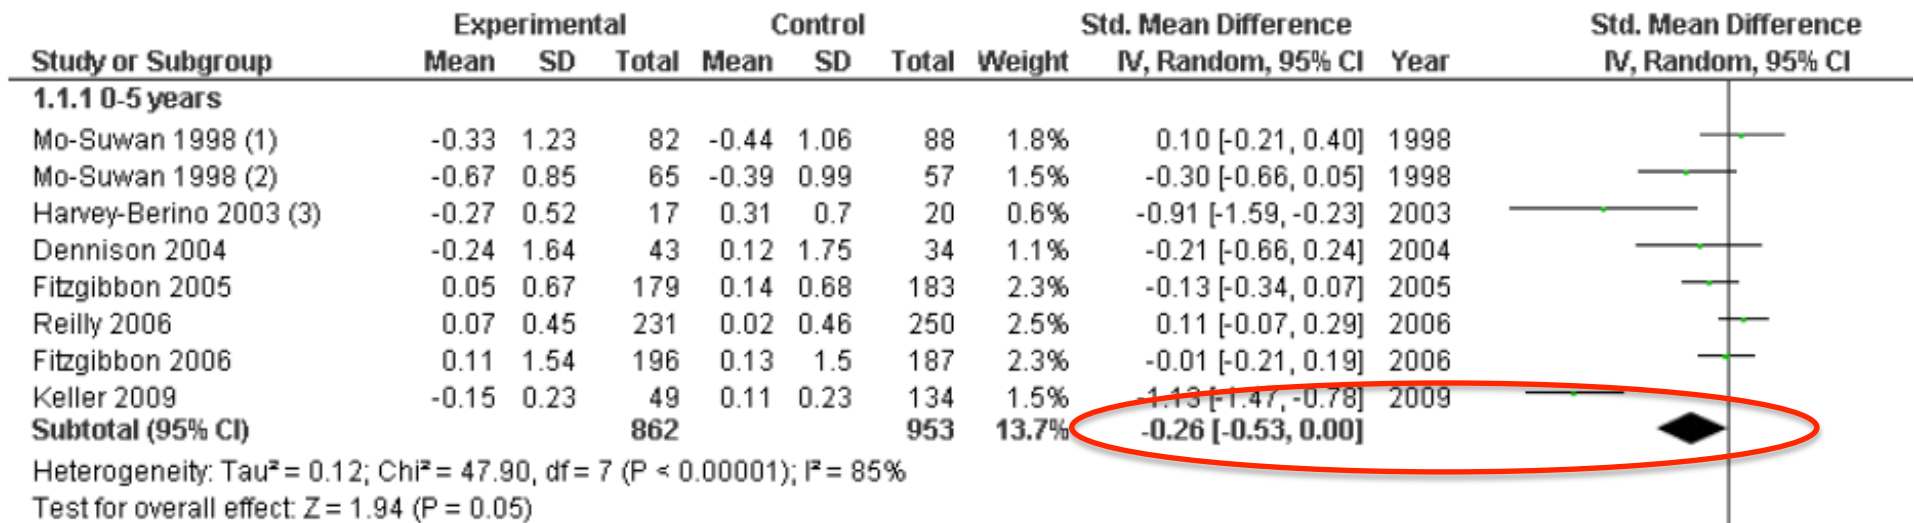 Experimental Control Std. Mean Difference Std. Mean Difference
Study or Subgroup Mean SD Total Mean SD Total Weight IV, Random, 95% CI Year IV, Random, 95% CI
1.1.1 0-5 years
Mo-Suwan 1998 (1) -0.33 1.23 82 -0.44 1.06 88 1.8% 0.10 [-0.21, 0.40] 1998
Mo-Suwan 1998 (2) -0.67 0.85 65 -0.39 0.99 57 1.5% -0.30 [-0.66, 0.05] 1998
Harvey-Berino 2003 (3) -0.27 0.52 17 0.31 0.7 20 0.6% -0.91 [-1.59, -0.23] 2003
Dennison 2004 -0.24 1.64 43 0.12 1.75 34 1.1% -0.21 [-0.66, 0.24] 2004
Fitzgibbon 2005 0.05 0.67 179 0.14 0.68 183 2.3% -0.13 [-0.34, 0.07] 2005
Reilly 2006 0.07 0.45 231 0.02 0.46 250 2.5% 0.11 [-0.07, 0.29] 2006
Fitzgibbon 2006 0.11 1.54 196 0.13 1.5 187 2.3% -0.01 [-0.21, 0.19] 2006
Keller 2009 -0.15 0.23 49 0.11 0.23 134 1.5% -1.13 [-1.47, -0.78] 2009
Subtotal (95% CI) 862 953 13.7% -0.26 [-0.53, 0.00]
Heterogeneity: Tau² = 0.12; Chi² = 47.90, df = 7 (P < 0.00001); I² = 85%
Test for overall effect: Z = 1.94 (P = 0.05)